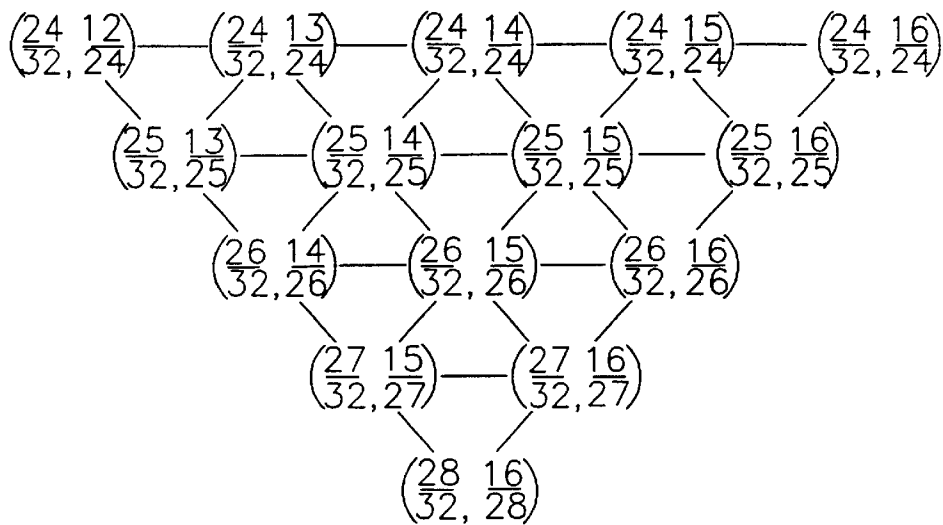 (24/32, 12/24) (24/32, 13/24) (24/32, 14/24) (24/32, 15/24) (24/32, 16/24)
(25/32, 13/25) (25/32, 14/25) (25/32, 15/25) (25/32, 16/25)
(26/32, 14/26) (26/32, 15/26) (26/32, 16/26)
(27/32, 15/27) (27/32, 16/27)
(28/32, 16/28)